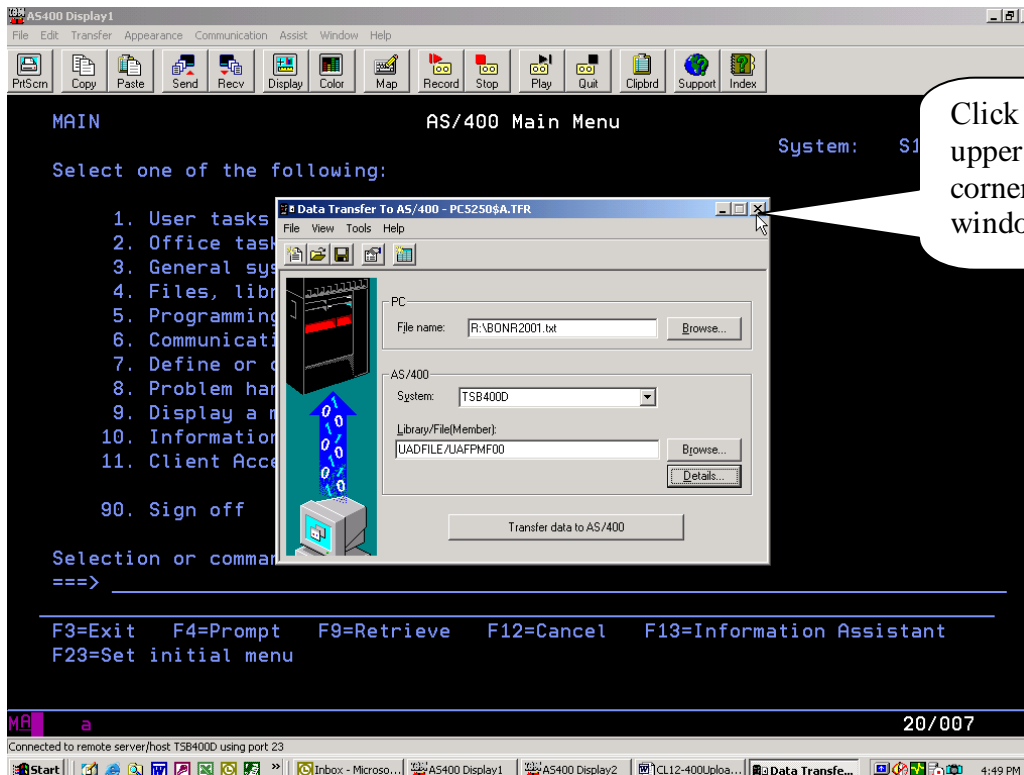 AS400 Display1
File Edit Transfer Appearance Communication Assist Window Help
PrtScrn Copy Paste Send Recv Display Color Map Record Stop Play Quit Clipbrd Support Index
MAIN AS/400 Main Menu
System: S1
Select one of the following:
1. User tasks
2. Office task
3. General sys
4. Files, libr
5. Programming
6. Communicati
7. Define or c
8. Problem han
9. Display a m
10. Information
11. Client Acce
90. Sign off
Selection or comman
===>
F3=Exit F4=Prompt F9=Retrieve F12=Cancel F13=Information Assistant
F23=Set initial menu
Data Transfer To AS/400 - PC5250$A.TFR
File View Tools Help
PC
File name: R:\BONR2001.txt Browse...
AS/400
System: TSB400D
Library/File(Member):
UADFILE/UAFPMF00 Browse...
Details...
Transfer data to AS/400
Click
upper
corner
windo
MA a 20/007
Connected to remote server/host TSB400D using port 23
Start » Inbox - Microso... AS400 Display1 AS400 Display2 CL12-400Uploa... Data Transfe... 4:49 PM